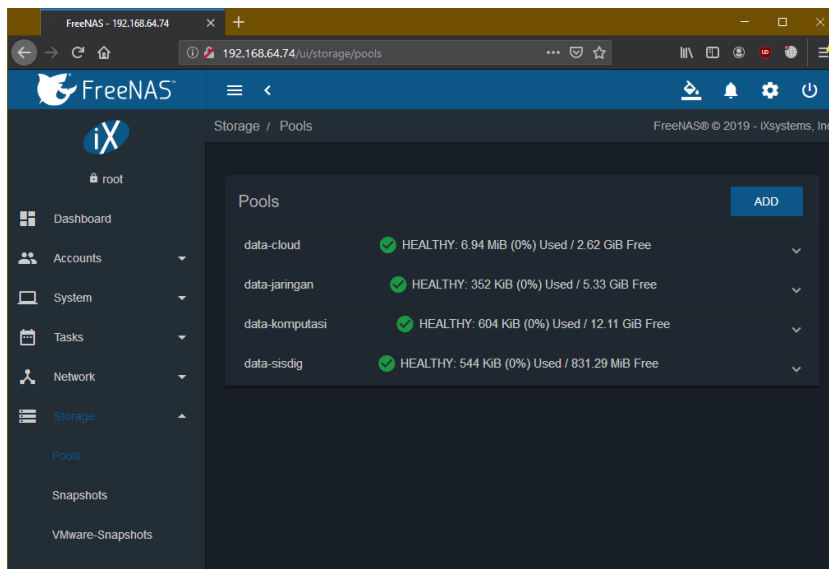 FreeNAS - 192.168.64.74
192.168.64.74/ui/storage/pools
FreeNAS
Storage / Pools
FreeNAS® © 2019 - iXsystems, Inc
iX
root
Dashboard
Accounts
System
Tasks
Network
Storage
Pools
Snapshots
VMware-Snapshots
Pools
ADD
data-cloud HEALTHY: 6.94 MiB (0%) Used / 2.62 GiB Free
data-jaringan HEALTHY: 352 KiB (0%) Used / 5.33 GiB Free
data-komputasi HEALTHY: 604 KiB (0%) Used / 12.11 GiB Free
data-sisdig HEALTHY: 544 KiB (0%) Used / 831.29 MiB Free